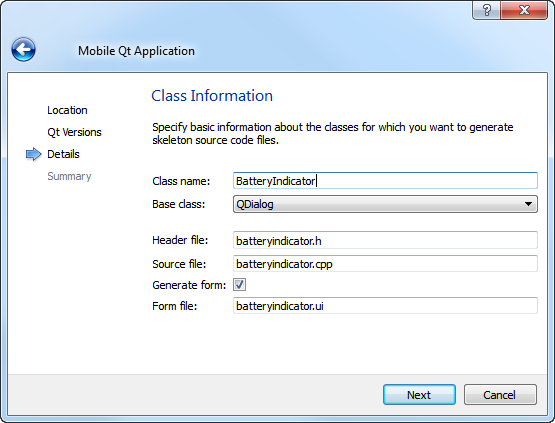 ?
Mobile Qt Application
Location
Qt Versions
Details
Summary
Class Information
Specify basic information about the classes for which you want to generate
skeleton source code files.
Class name: BatteryIndicator
Base class: QDialog
Header file: batteryindicator.h
Source file: batteryindicator.cpp
Generate form:
Form file: batteryindicator.ui
Next Cancel